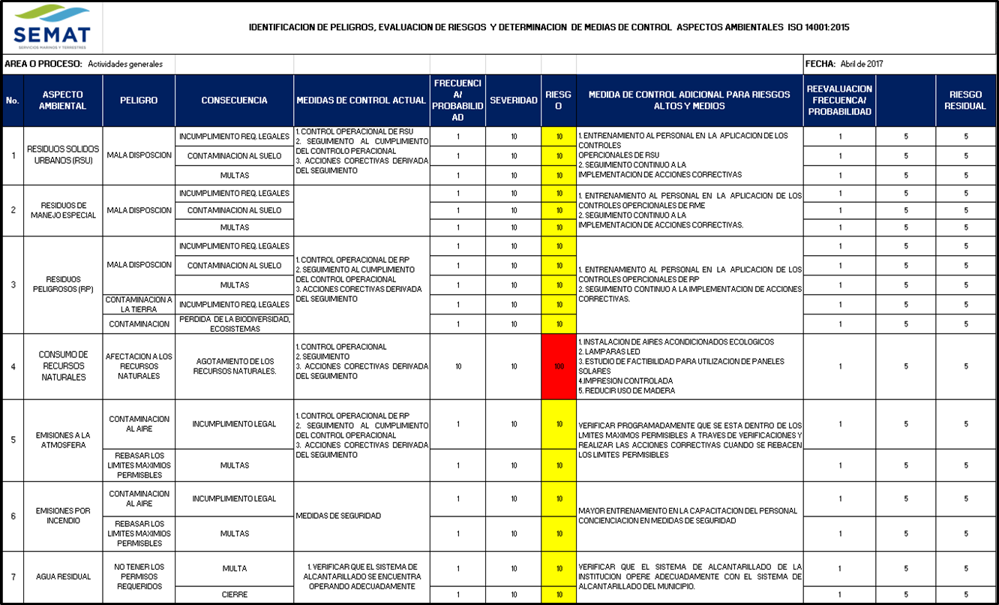 SEMAT
SERVICIOS MARINOS Y TERRESTRES
IDENTIFICACION DE PELIGROS, EVALUACION DE RIESGOS Y DETERMINACION DE MEDIAS DE CONTROL ASPECTOS AMBIENTALES ISO 14001:2015
AREA O PROCESO: Actividades generales
FECHA: Abril de 2017
No.
ASPECTO
AMBIENTAL
PELIGRO
CONSECUENCIA
MEDIDAS DE CONTROL ACTUAL
FRECUENCI
A/
PROBABILID
AD
SEVERIDAD
RIESG
O
MEDIDA DE CONTROL ADICIONAL PARA RIESGOS
ALTOS Y MEDIOS
REEVALUACION
FRECUENCA/
PROBABILIDAD
RIESGO
RESIDUAL
1
RESIDUOS SOLIDOS
URBANOS (RSU)
MALA DISPOSCION
INCUMPLIMIENTO REQ. LEGALES
CONTAMINACION AL SUELO
MULTAS
1. CONTROL OPERACIONAL DE RSU
2. SEGUIMIENTO AL CUMPLIMIENTO
DEL CONTROLO PERACIONAL
3. ACCIONES CORECTIVAS DERIVADA
DEL SEGUIMIENTO
1 10 10
1 10 10
1 10 10
1. ENTRENAMIENTO AL PERSONAL EN LA APLICACION DE LOS
CONTROLES
OPERCIONALES DE RSU
2. SEGUIMIENTO CONTINUO A LA
IMPLEMENTACION DE ACCIONES CORRECTIVAS
1 5 5
1 5 5
1 5 5
2
RESIDUOS DE
MANEJO ESPECIAL
MALA DISPOSCION
INCUMPLIMIENTO REQ. LEGALES
CONTAMINACION AL SUELO
MULTAS
1 10 10
1 10 10
1 10 10
1. ENTRENAMIENTO AL PERSONAL EN LA APLICACION DE LOS
CONTROLES OPERCIONALES DE RME
2. SEGUIMIENTO CONTINUO A LA
IMPLEMENTACION DE ACCIONES CORRECTIVAS.
1 5 5
1 5 5
1 5 5
3
RESIDUOS
PELIGROSOS (RP)
MALA DISPOSCION
CONTAMINACION A
LA TIERRA
CONTAMINACION
INCUMPLIMIENTO REQ. LEGALES
CONTAMINACION AL SUELO
MULTAS
INCUMPLIMIENTO REQ. LEGALES
PERDIDA DE LA BIODIVERSIDAD,
ECOSISTEMAS
1. CONTROL OPERACIONAL DE RP
2. SEGUIMIENTO AL CUMPLIMIENTO
DEL CONTROL OPERACIONAL
3. ACCIONES CORECTIVAS DERIVADA
DEL SEGUIMIENTO
1 10 10
1 10 10
1 10 10
1 10 10
1 10 10
1. ENTRENAMIENTO AL PERSONAL EN LA APLICACION DE LOS
CONTROLES OPERCIONALES DE RP
2. SEGUIMIENTO CONTINUO A LA IMPLEMENTACION DE ACCIONES
CORRECTIVAS.
1 5 5
1 5 5
1 5 5
1 5 5
1 5 5
4
CONSUMO DE
RECURSOS
NATURALES
AFECTACION A LOS
RECURSOS
NATURALES
AGOTAMIENTO DE LOS
RECURSOS NATURALES.
1. CONTROL OPERACIONAL
2. SEGUIMIENTO
3. ACCIONES CORECTIVAS DERIVADA
DEL SEGUIMIENTO
10 10 100
1. INSTALACION DE AIRES ACONDICIONADOS ECOLOGICOS
2. LAMPARAS LED
3. ESTUDIO DE FACTIBILIDAD PARA UTILIZACION DE PANELES
SOLARES
4.IMPRESION CONTROLADA
5. REDUCIR USO DE MADERA
1 5 5
5
EMISIONES A LA
ATMOSFERA
CONTAMINACION
AL AIRE
REBASAR LOS
LIMITES MAXIMIOS
PERMISBLES
INCUMPLIMIENTO LEGAL
MULTAS
1. CONTROL OPERACIONAL DE RP
2. SEGUIMIENTO AL CUMPLIMIENTO
DEL CONTROL OPERACIONAL
3. ACCIONES CORECTIVAS DERIVADA
DEL SEGUIMIENTO
1 10 10
1 10 10
VERIFICAR PROGRAMADAMENTE QUE SE ESTA DENTRO DE LOS
LMITES MAXIMOS PERMISIBLES A TRAVES DE VERIFICACIONES Y
REALIZAR LAS ACCIONES CORRECTIVAS CUANDO SE REBACEN
LOS LIMITES PERMISIBLES
1 5 5
1 5 5
6
EMISIONES POR
INCENDIO
CONTAMINACION
AL AIRE
REBASAR LOS
LIMITES MAXIMIOS
PERMISBLES
INCUMPLIMIENTO LEGAL
MULTAS
MEDIDAS DE SEGURIDAD
1 10 10
1 10 10
MAYOR ENTRENAMIENTO EN LA CAPACITACION DEL PERSONAL
CONCIENCIACION EN MEDIDAS DE SEGURIDAD
1 5 5
1 5 5
7
AGUA RESIDUAL
NO TENER LOS
PERMISOS
REQUERIDOS
MULTA
CIERRE
1. VERIFICAR QUE EL SISTEMA DE
ALCANTARILLADO SE ENCUENTRA
OPERANDO ADECUADAMENTE
1 10 10
1 10 10
VERIFICAR QUE EL SISTEMA DE ALCANTARILLADO DE LA
INSTITUCION OPERE ADECUADAMENTE CON EL SISTEMA DE
ALCANTARILLADO DEL MUNICIPIO.
1 5 5
1 5 5